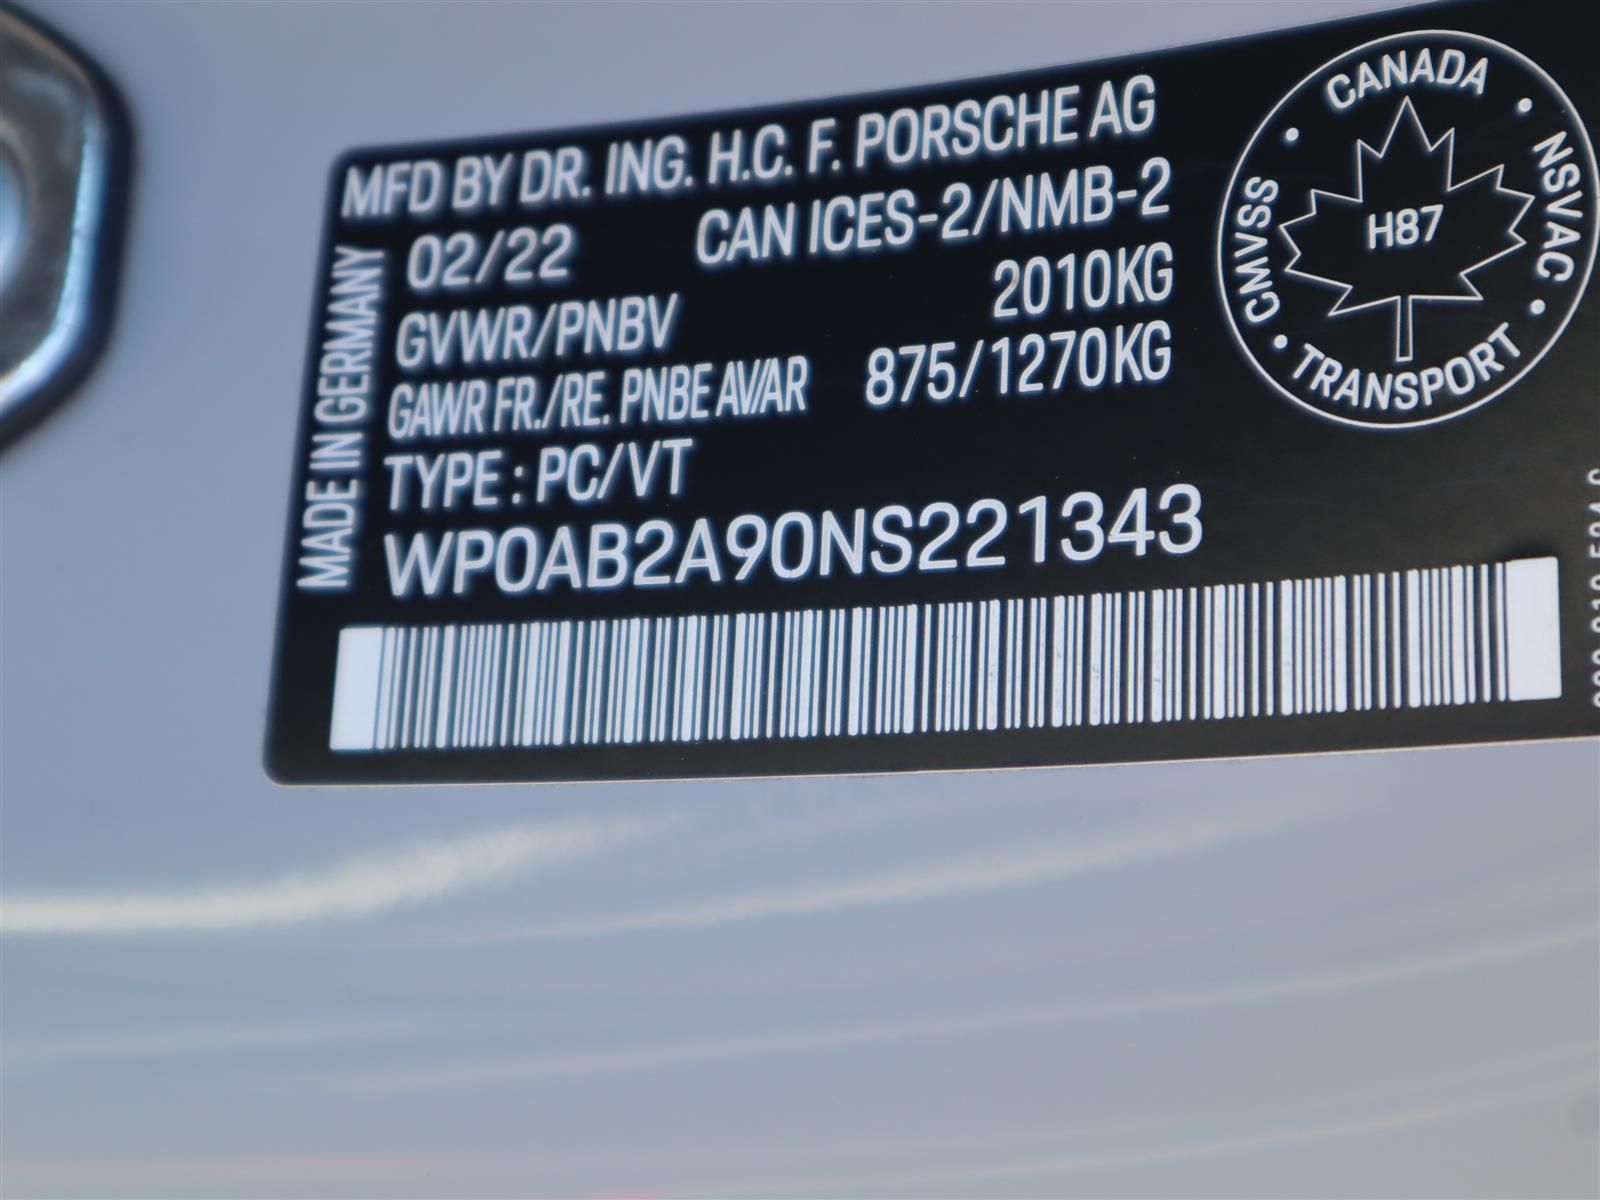 MFD BY DR. ING. H.C. F. PORSCHE AG
02/22 CAN ICES-2/NMB-2
GVWR/PNBV 2010KG
GAWR FR./RE. PNBE AV/AR 875/1270KG
TYPE : PC/VT
WP0AB2A90NS221343
MADE IN GERMANY
CANADA
CMVSS
NSVAC
TRANSPORT
H87